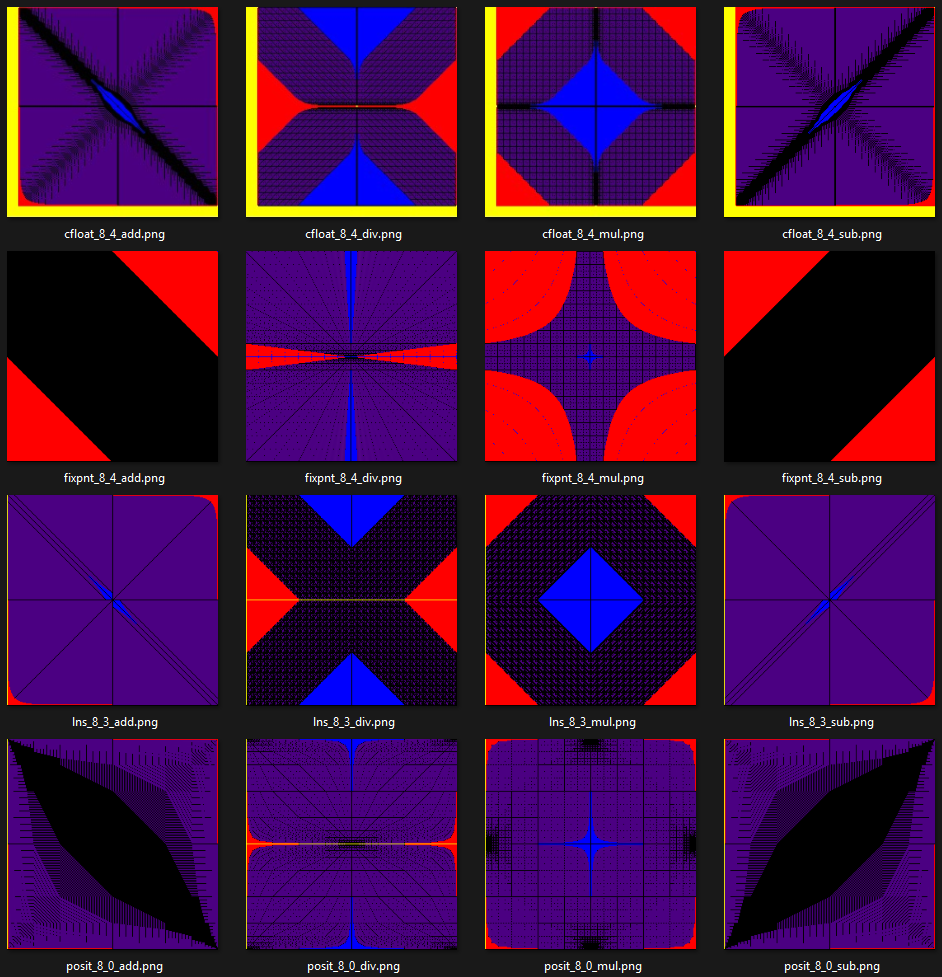 cfloat_8_4_add.png cfloat_8_4_div.png cfloat_8_4_mul.png cfloat_8_4_sub.png
fixpnt_8_4_add.png fixpnt_8_4_div.png fixpnt_8_4_mul.png fixpnt_8_4_sub.png
lns_8_3_add.png lns_8_3_div.png lns_8_3_mul.png lns_8_3_sub.png
posit_8_0_add.png posit_8_0_div.png posit_8_0_mul.png posit_8_0_sub.png